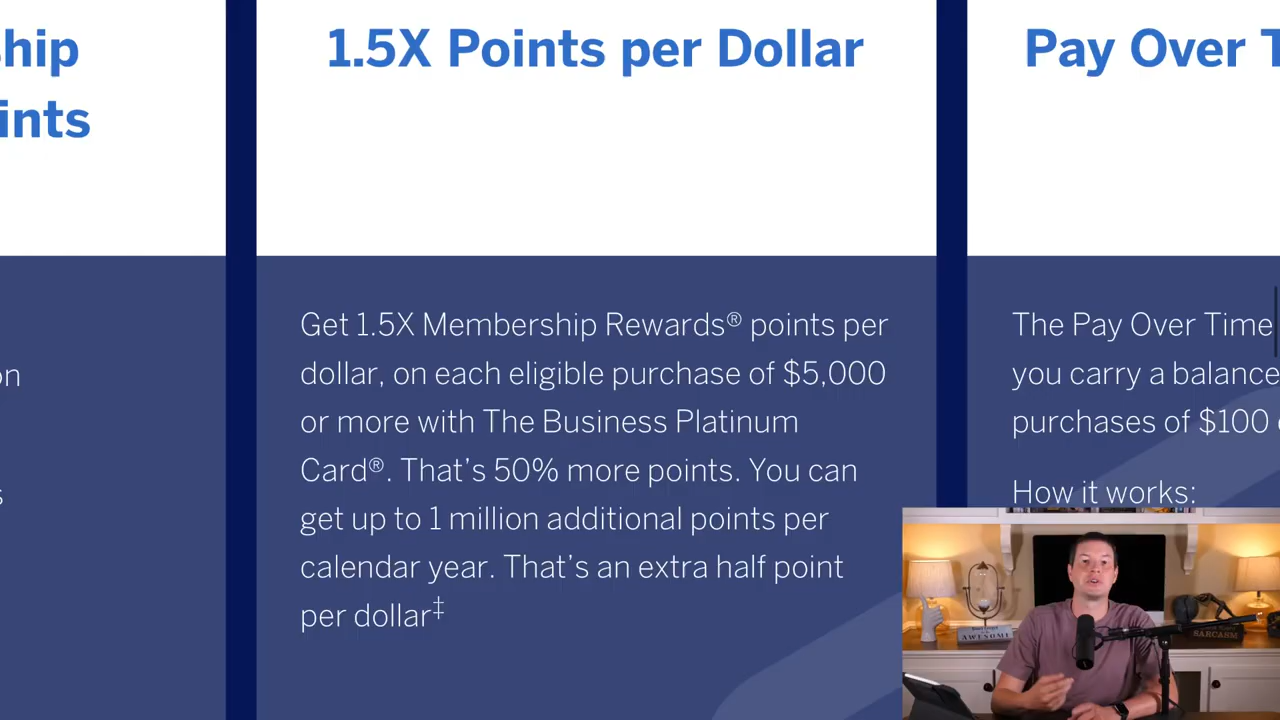 ship
ints
on
s
1.5X Points per Dollar
Get 1.5X Membership Rewards® points per
dollar, on each eligible purchase of $5,000
or more with The Business Platinum
Card®. That’s 50% more points. You can
get up to 1 million additional points per
calendar year. That’s an extra half point
per dollar‡
Pay Over T
The Pay Over Time
you carry a balance
purchases of $100
How it works:
AWESOME
SARCASM